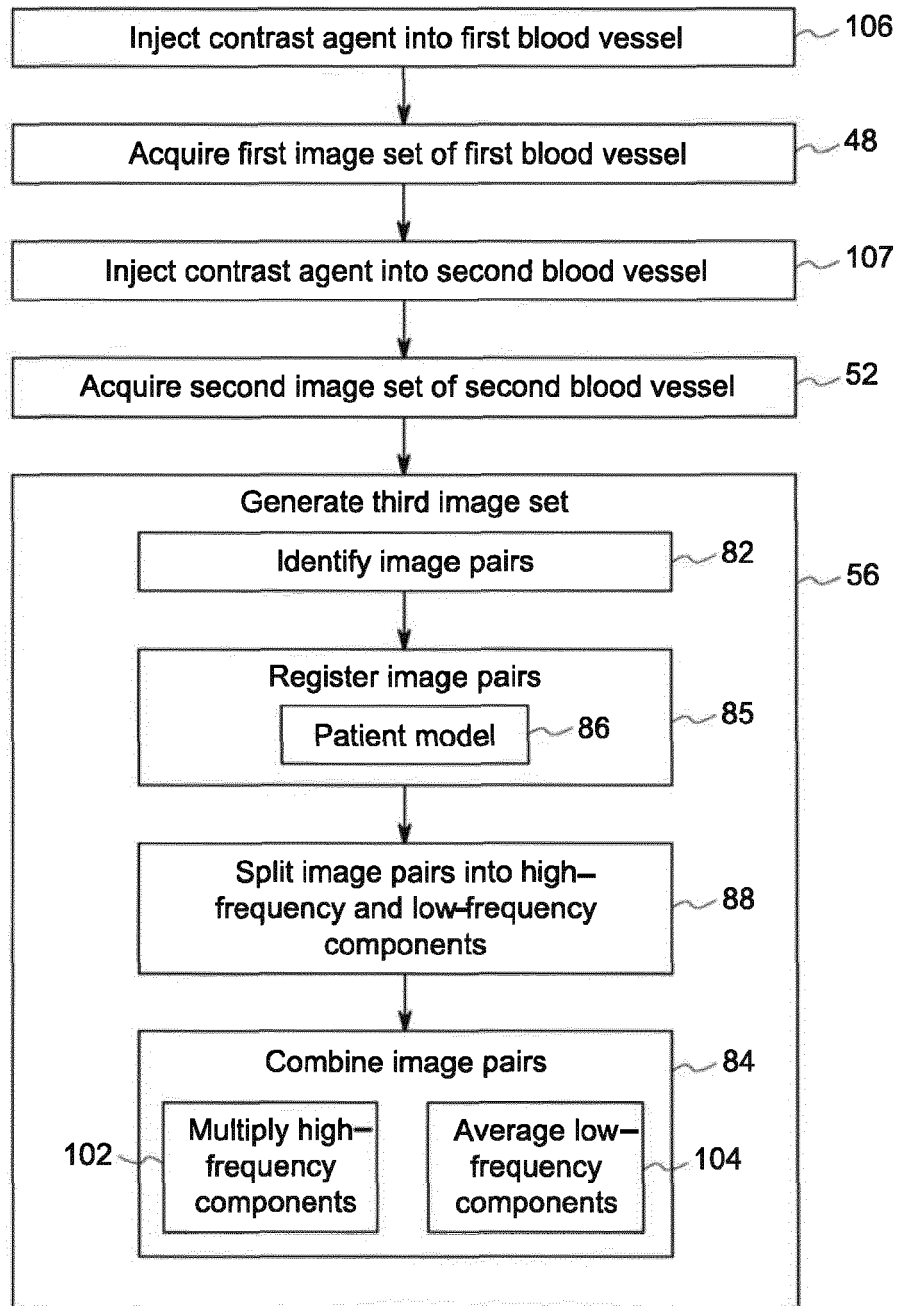 Inject contrast agent into first blood vessel
106
Acquire first image set of first blood vessel
48
Inject contrast agent into second blood vessel
107
Acquire second image set of second blood vessel
52
Generate third image set
56
Identify image pairs
82
Register image pairs
85
Patient model
86
Split image pairs into high–
frequency and low–frequency
components
88
Combine image pairs
84
102
Multiply high–
frequency
components
Average low–
frequency
components
104